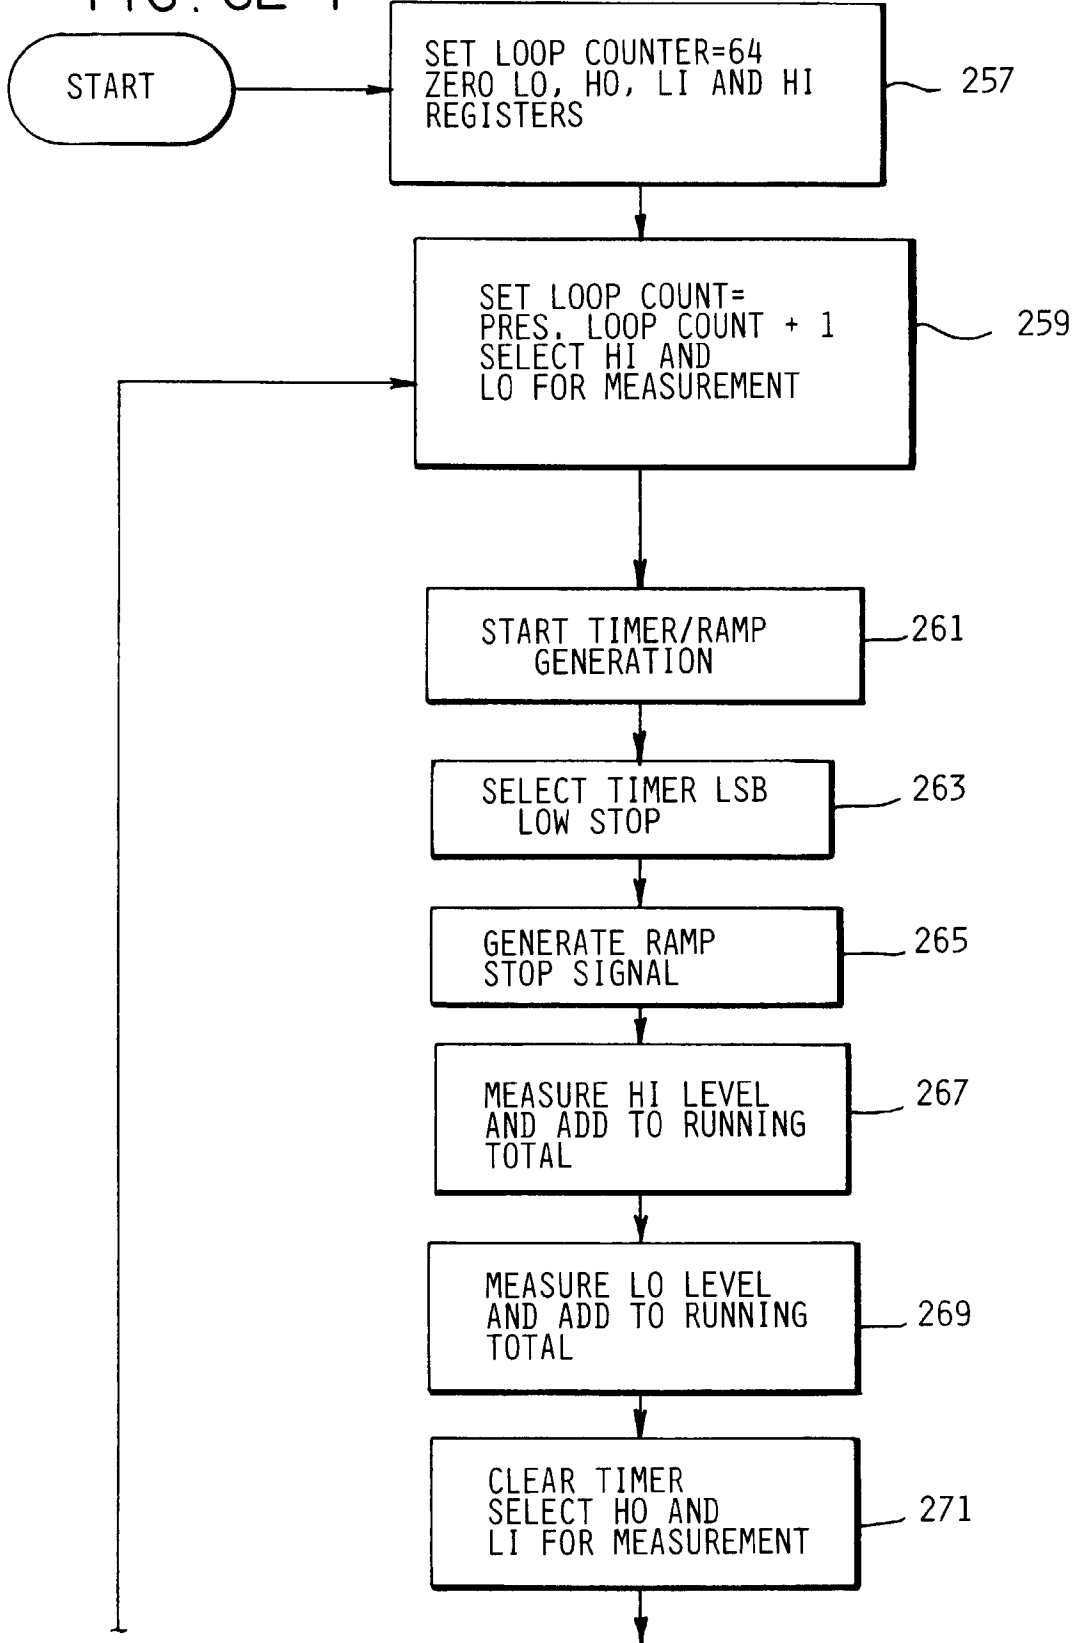 START
SET LOOP COUNTER=64
ZERO LO, HO, LI AND HI
REGISTERS
257
SET LOOP COUNT=
PRES. LOOP COUNT + 1
SELECT HI AND
LO FOR MEASUREMENT
259
START TIMER/RAMP
GENERATION
261
SELECT TIMER LSB
LOW STOP
263
GENERATE RAMP
STOP SIGNAL
265
MEASURE HI LEVEL
AND ADD TO RUNNING
TOTAL
267
MEASURE LO LEVEL
AND ADD TO RUNNING
TOTAL
269
CLEAR TIMER
SELECT HO AND
LI FOR MEASUREMENT
271